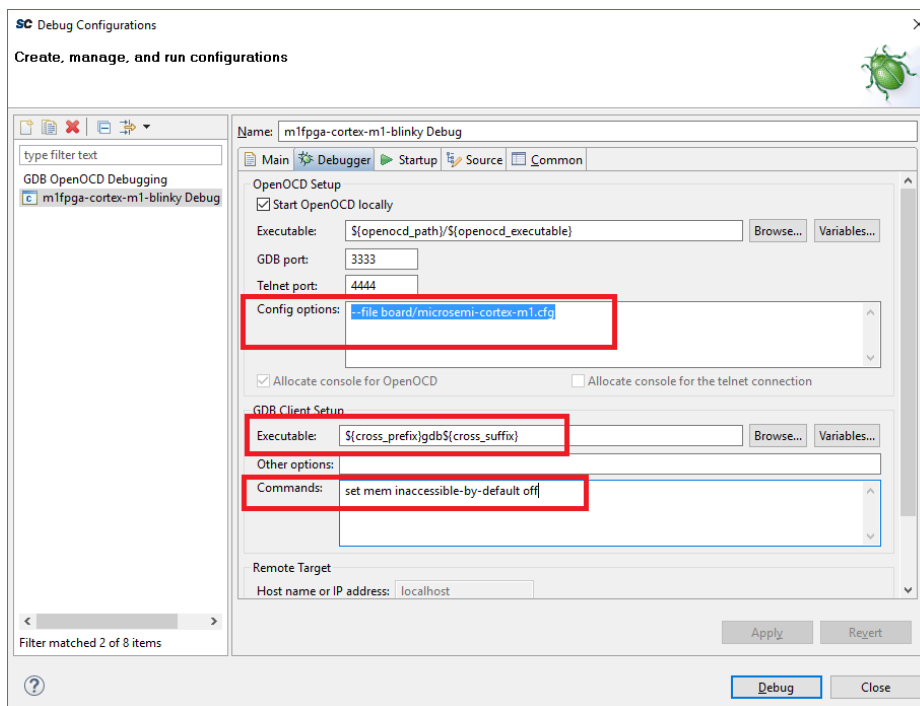 SC Debug Configurations
Create, manage, and run configurations
type filter text
GDB OpenOCD Debugging
c m1fpga-cortex-m1-blinky Debug
Filter matched 2 of 8 items
Name: m1fpga-cortex-m1-blinky Debug
Main Debugger Startup Source Common
OpenOCD Setup
Start OpenOCD locally
Executable: ${openocd_path}/${openocd_executable} Browse... Variables...
GDB port: 3333
Telnet port: 4444
Config options: --file board/microsemi-cortex-m1.cfg
Allocate console for OpenOCD Allocate console for the telnet connection
GDB Client Setup
Executable: ${cross_prefix}gdb${cross_suffix} Browse... Variables...
Other options:
Commands: set mem inaccessible-by-default off
Remote Target
Host name or IP address: localhost
Apply Revert
? Debug Close